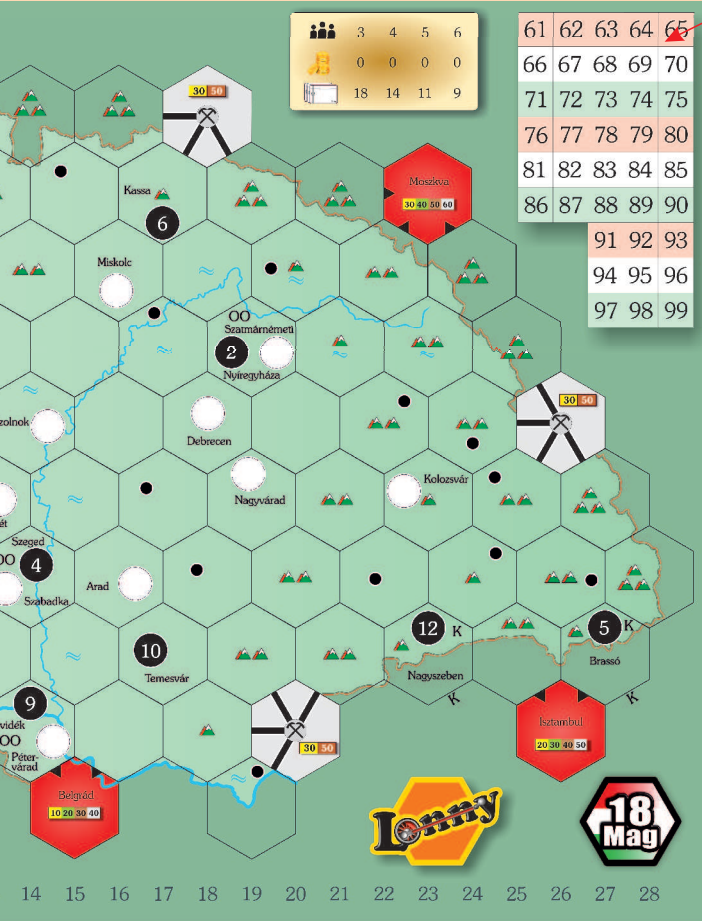 3 4 5 6
0 0 0 0
18 14 11 9
61 62 63 64 65
66 67 68 69 70
71 72 73 74 75
76 77 78 79 80
81 82 83 84 85
86 87 88 89 90
91 92 93
94 95 96
97 98 99
30 50
Moszkva
30 40 50 60
Kassa
6
Miskolc
OO
Szatmárnémeti
2
Nyíregyháza
30 50
zolnok
Debrecen
Kolozsvár
Nagyvárad
ét
Szeged
OO
4
Arad
Szabadka
12 K
5 K
10
Brassó
Temesvár
Nagyszeben
K
K
9
vidék
OO
Péter-
várad
Isztambul
20 30 40 50
30 50
Belgrád
10 20 30 40
Lonny
18
Mag
14 15 16 17 18 19 20 21 22 23 24 25 26 27 28